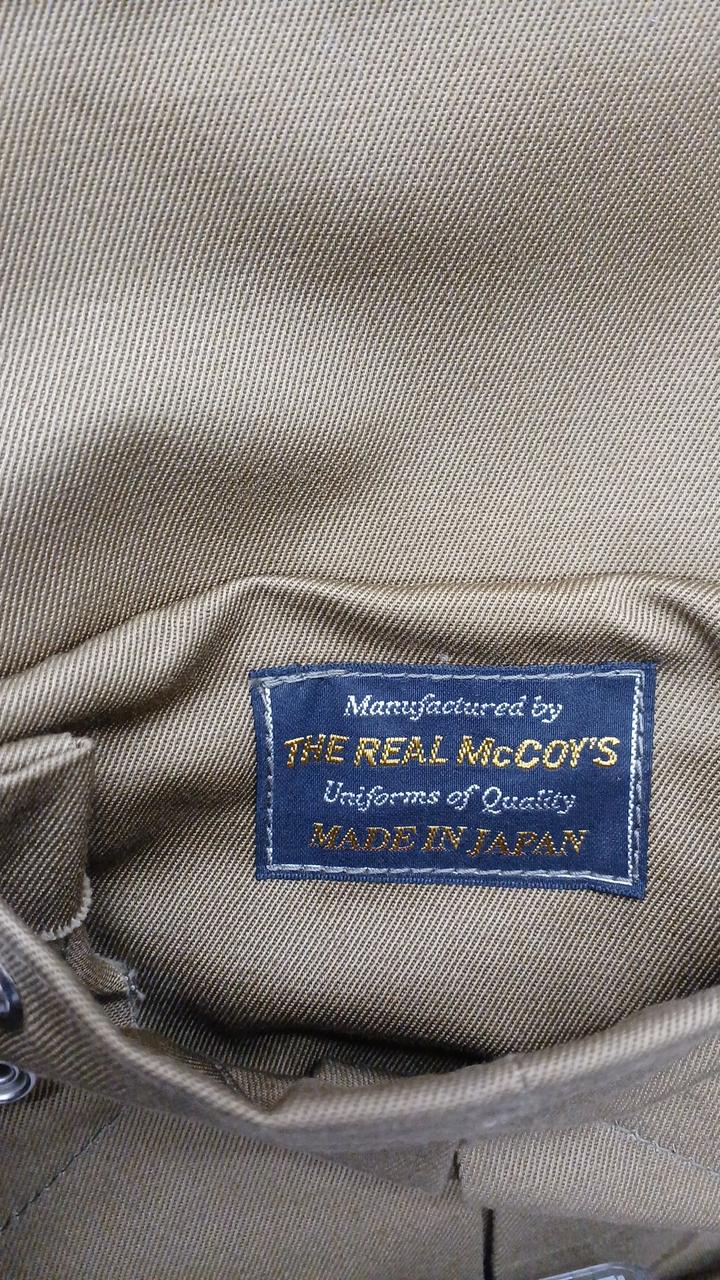 Manufactured by
THE REAL McCOY'S
Uniforms of Quality
MADE IN JAPAN